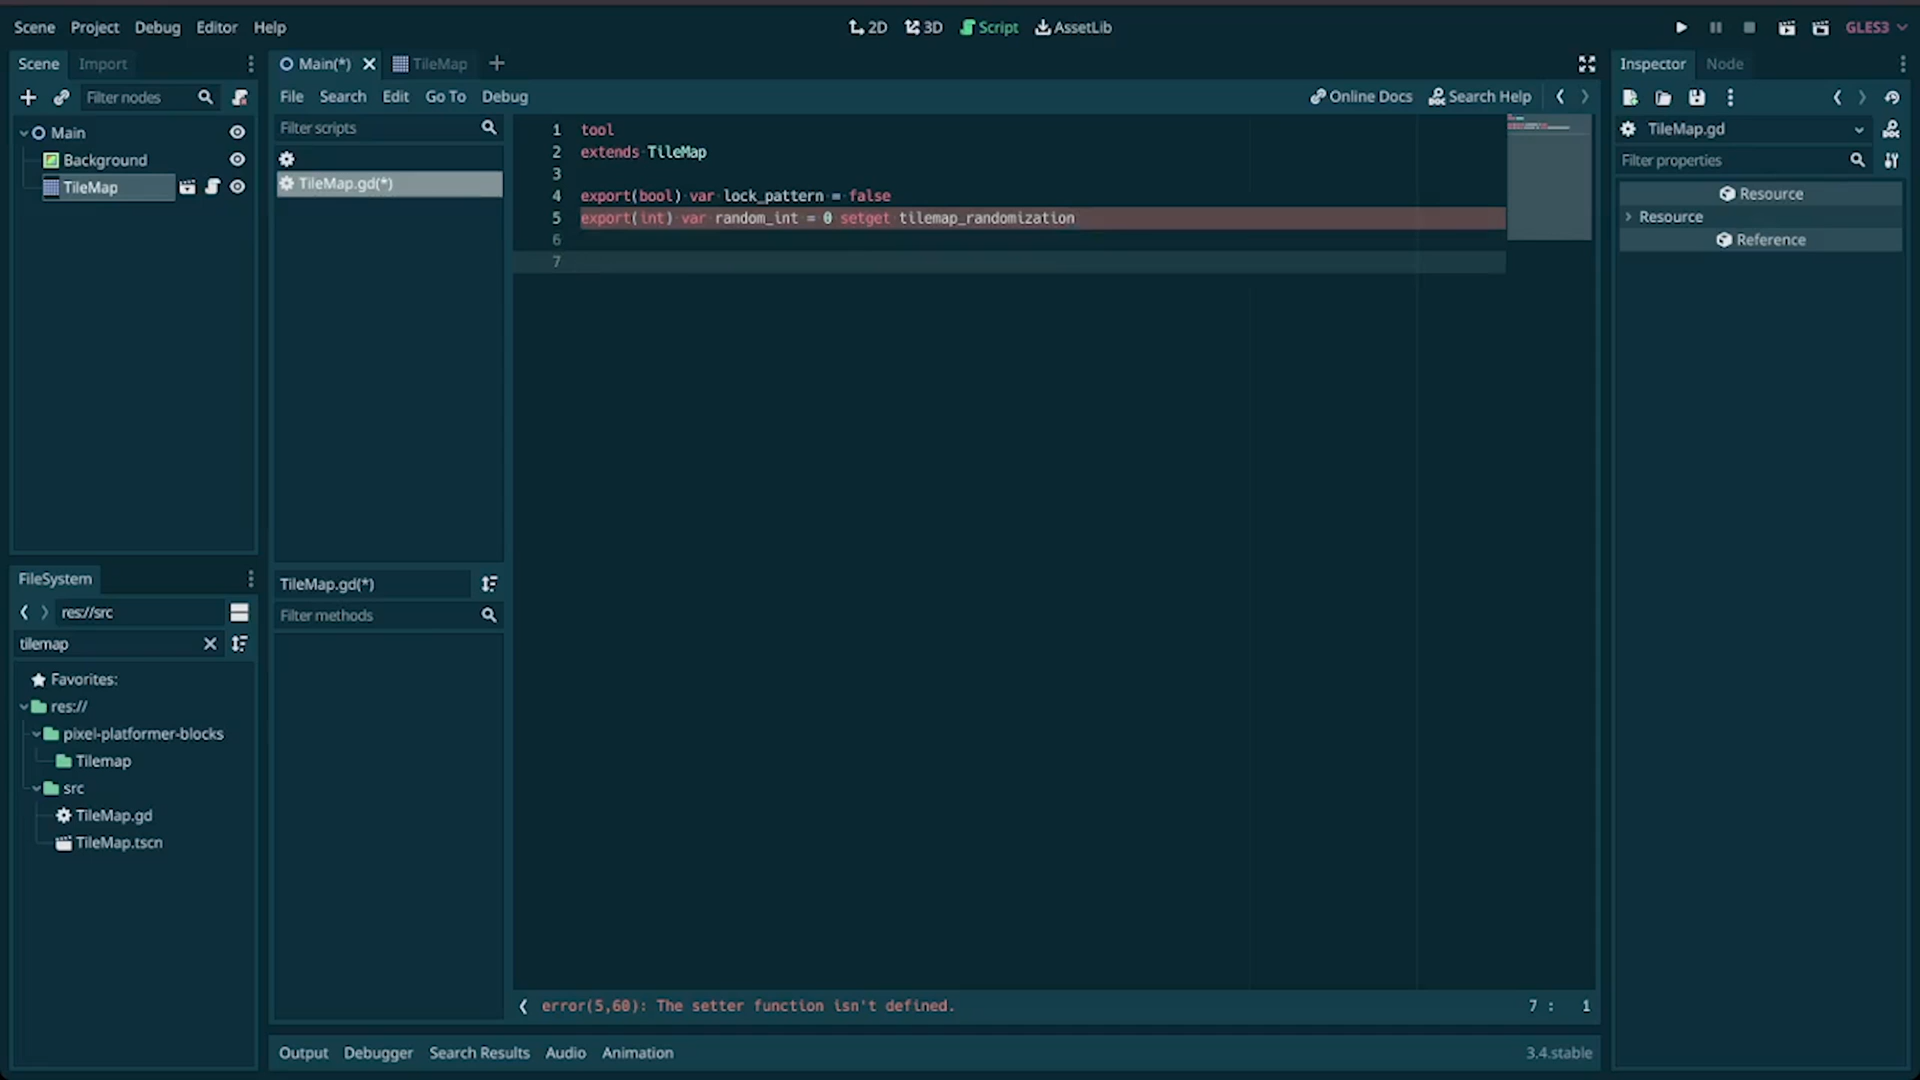 Scene Project Debug Editor Help
2D 3D Script AssetLib
GLES3
Scene Import
Filter nodes
Main
Background
TileMap
FileSystem
res://src
tilemap
Favorites:
res://
pixel-platformer-blocks
Tilemap
src
TileMap.gd
TileMap.tscn
Main(*) TileMap
File Search Edit Go To Debug
Online Docs Search Help
Filter scripts
TileMap.gd(*)
TileMap.gd(*)
Filter methods
1 tool
2 extends TileMap
3
4 export(bool) var lock_pattern = false
5 export(int) var random_int = 0 setget tilemap_randomization
6
7
error(5,60): The setter function isn't defined.
7 : 1
Output Debugger Search Results Audio Animation
3.4.stable
Inspector Node
TileMap.gd
Filter properties
Resource
Resource
Reference